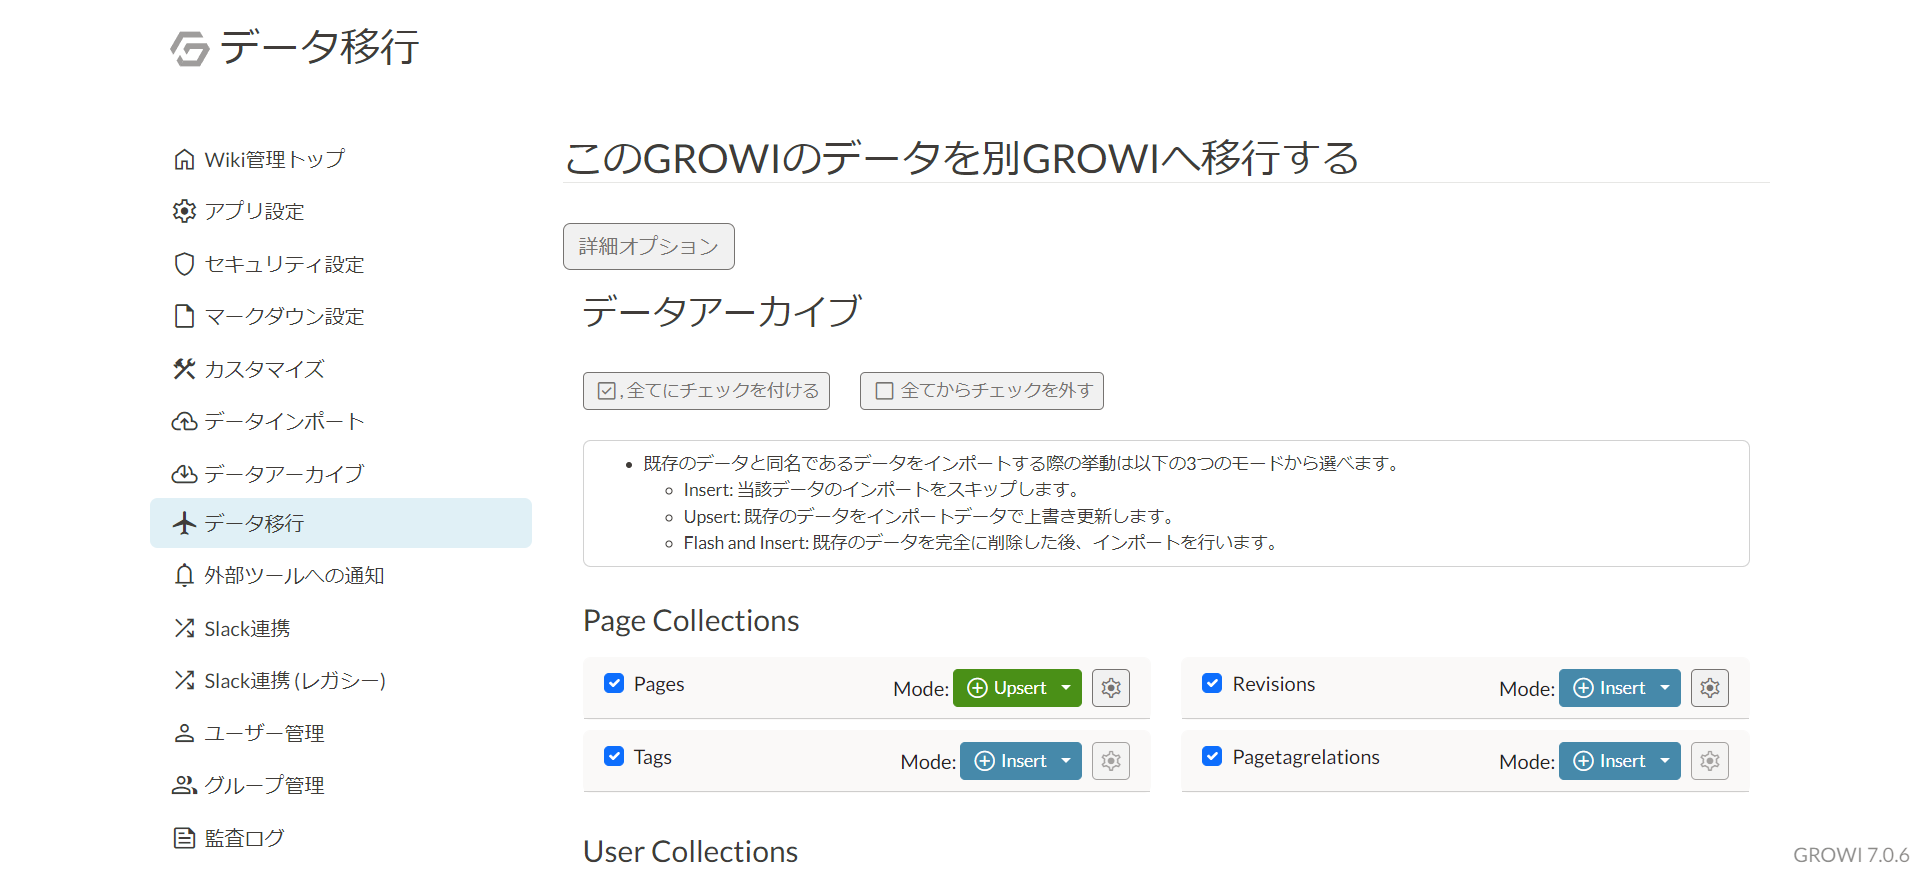 データ移行
Wiki管理トップ
アプリ設定
セキュリティ設定
マークダウン設定
カスタマイズ
データインポート
データアーカイブ
データ移行
外部ツールへの通知
Slack連携
Slack連携 (レガシー)
ユーザー管理
グループ管理
監査ログ
このGROWIのデータを別GROWIへ移行する
詳細オプション
データアーカイブ
, 全てにチェックを付ける 全てからチェックを外す
既存のデータと同名であるデータをインポートする際の挙動は以下の3つのモードから選べます。
Insert: 当該データのインポートをスキップします。
Upsert: 既存のデータをインポートデータで上書き更新します。
Flash and Insert: 既存のデータを完全に削除した後、インポートを行います。
Page Collections
Pages Mode: Upsert Revisions Mode: Insert
Tags Mode: Insert Pagetagrelations Mode: Insert
User Collections
GROWI 7.0.6